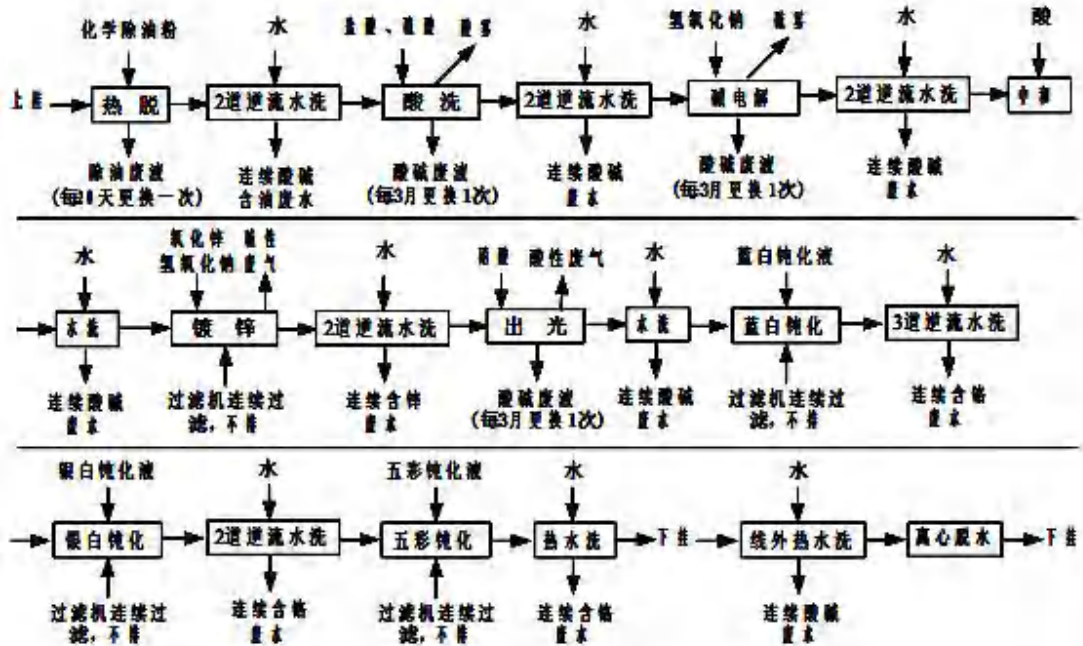 化学除油粉
水
盐酸、硫酸
酸雾
氢氧化钠
碱雾
水
酸
上挂
热 脱
2道逆流水洗
酸洗
2道逆流水洗
碱电解
2道逆流水洗
中和
除油废液
(每20天更换一次)
连续酸碱
含油废水
酸碱废液
(每3月更换1次)
连续酸碱
废水
酸碱废液
(每3月更换1次)
连续酸碱
废水
水
氧化锌
氢氧化钠
碱性
废气
水
硝酸
酸性废气
水
蓝白钝化液
水
水洗
镀锌
2道逆流水洗
出 光
水洗
蓝白钝化
3道逆流水洗
连续酸碱
废水
过滤机连续过
滤，不排
连续含锌
废水
酸碱废液
(每3月更换1次)
连续酸碱
废水
过滤机连续过
滤，不排
连续含铬
废水
银白钝化液
水
五彩钝化液
水
水
银白钝化
2道逆流水洗
五彩钝化
热水洗
下挂
线外热水洗
离心脱水
下挂
过滤机连续过
滤，不排
连续含铬
废水
过滤机连续过
滤，不排
连续含铬
废水
连续酸碱
废水